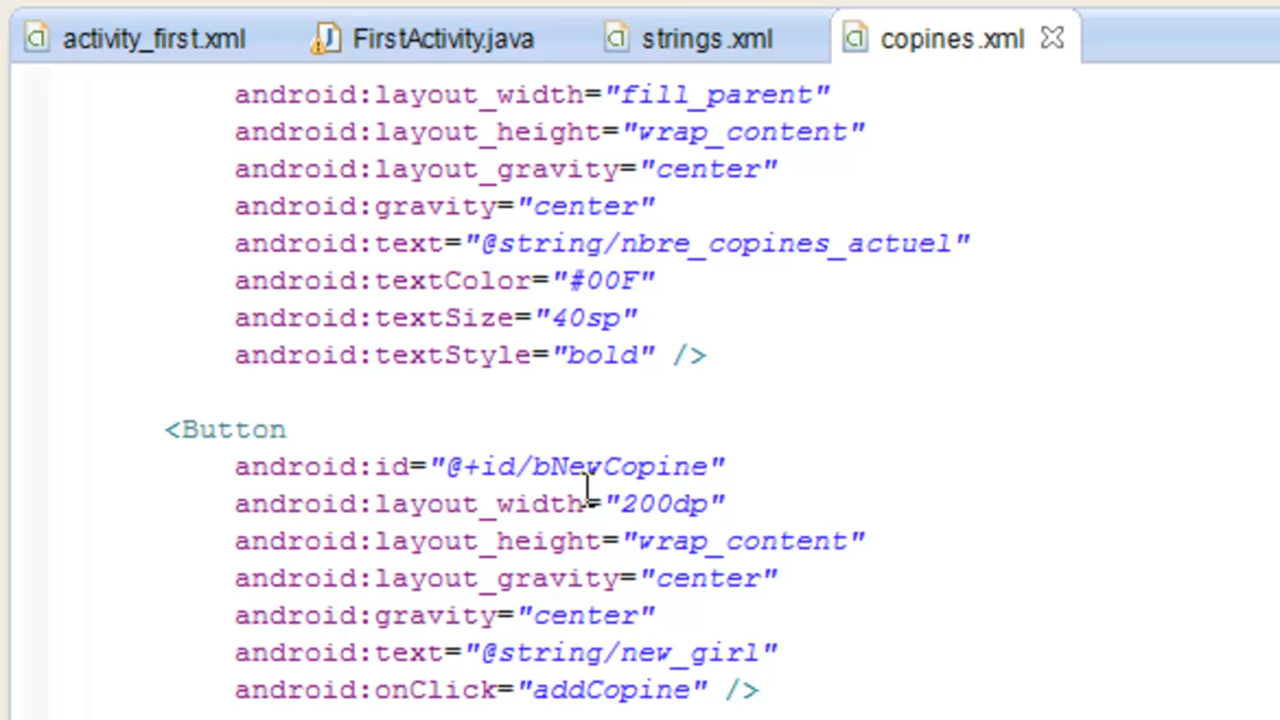 activity_first.xml FirstActivity.java strings.xml copines.xml
android:layout_width="fill_parent"
android:layout_height="wrap_content"
android:layout_gravity="center"
android:gravity="center"
android:text="@string/nbre_copines_actuel"
android:textColor="#00F"
android:textSize="40sp"
android:textStyle="bold" />
<Button
android:id="@+id/bNewCopine"
android:layout_width="200dp"
android:layout_height="wrap_content"
android:layout_gravity="center"
android:gravity="center"
android:text="@string/new_girl"
android:onClick="addCopine" />